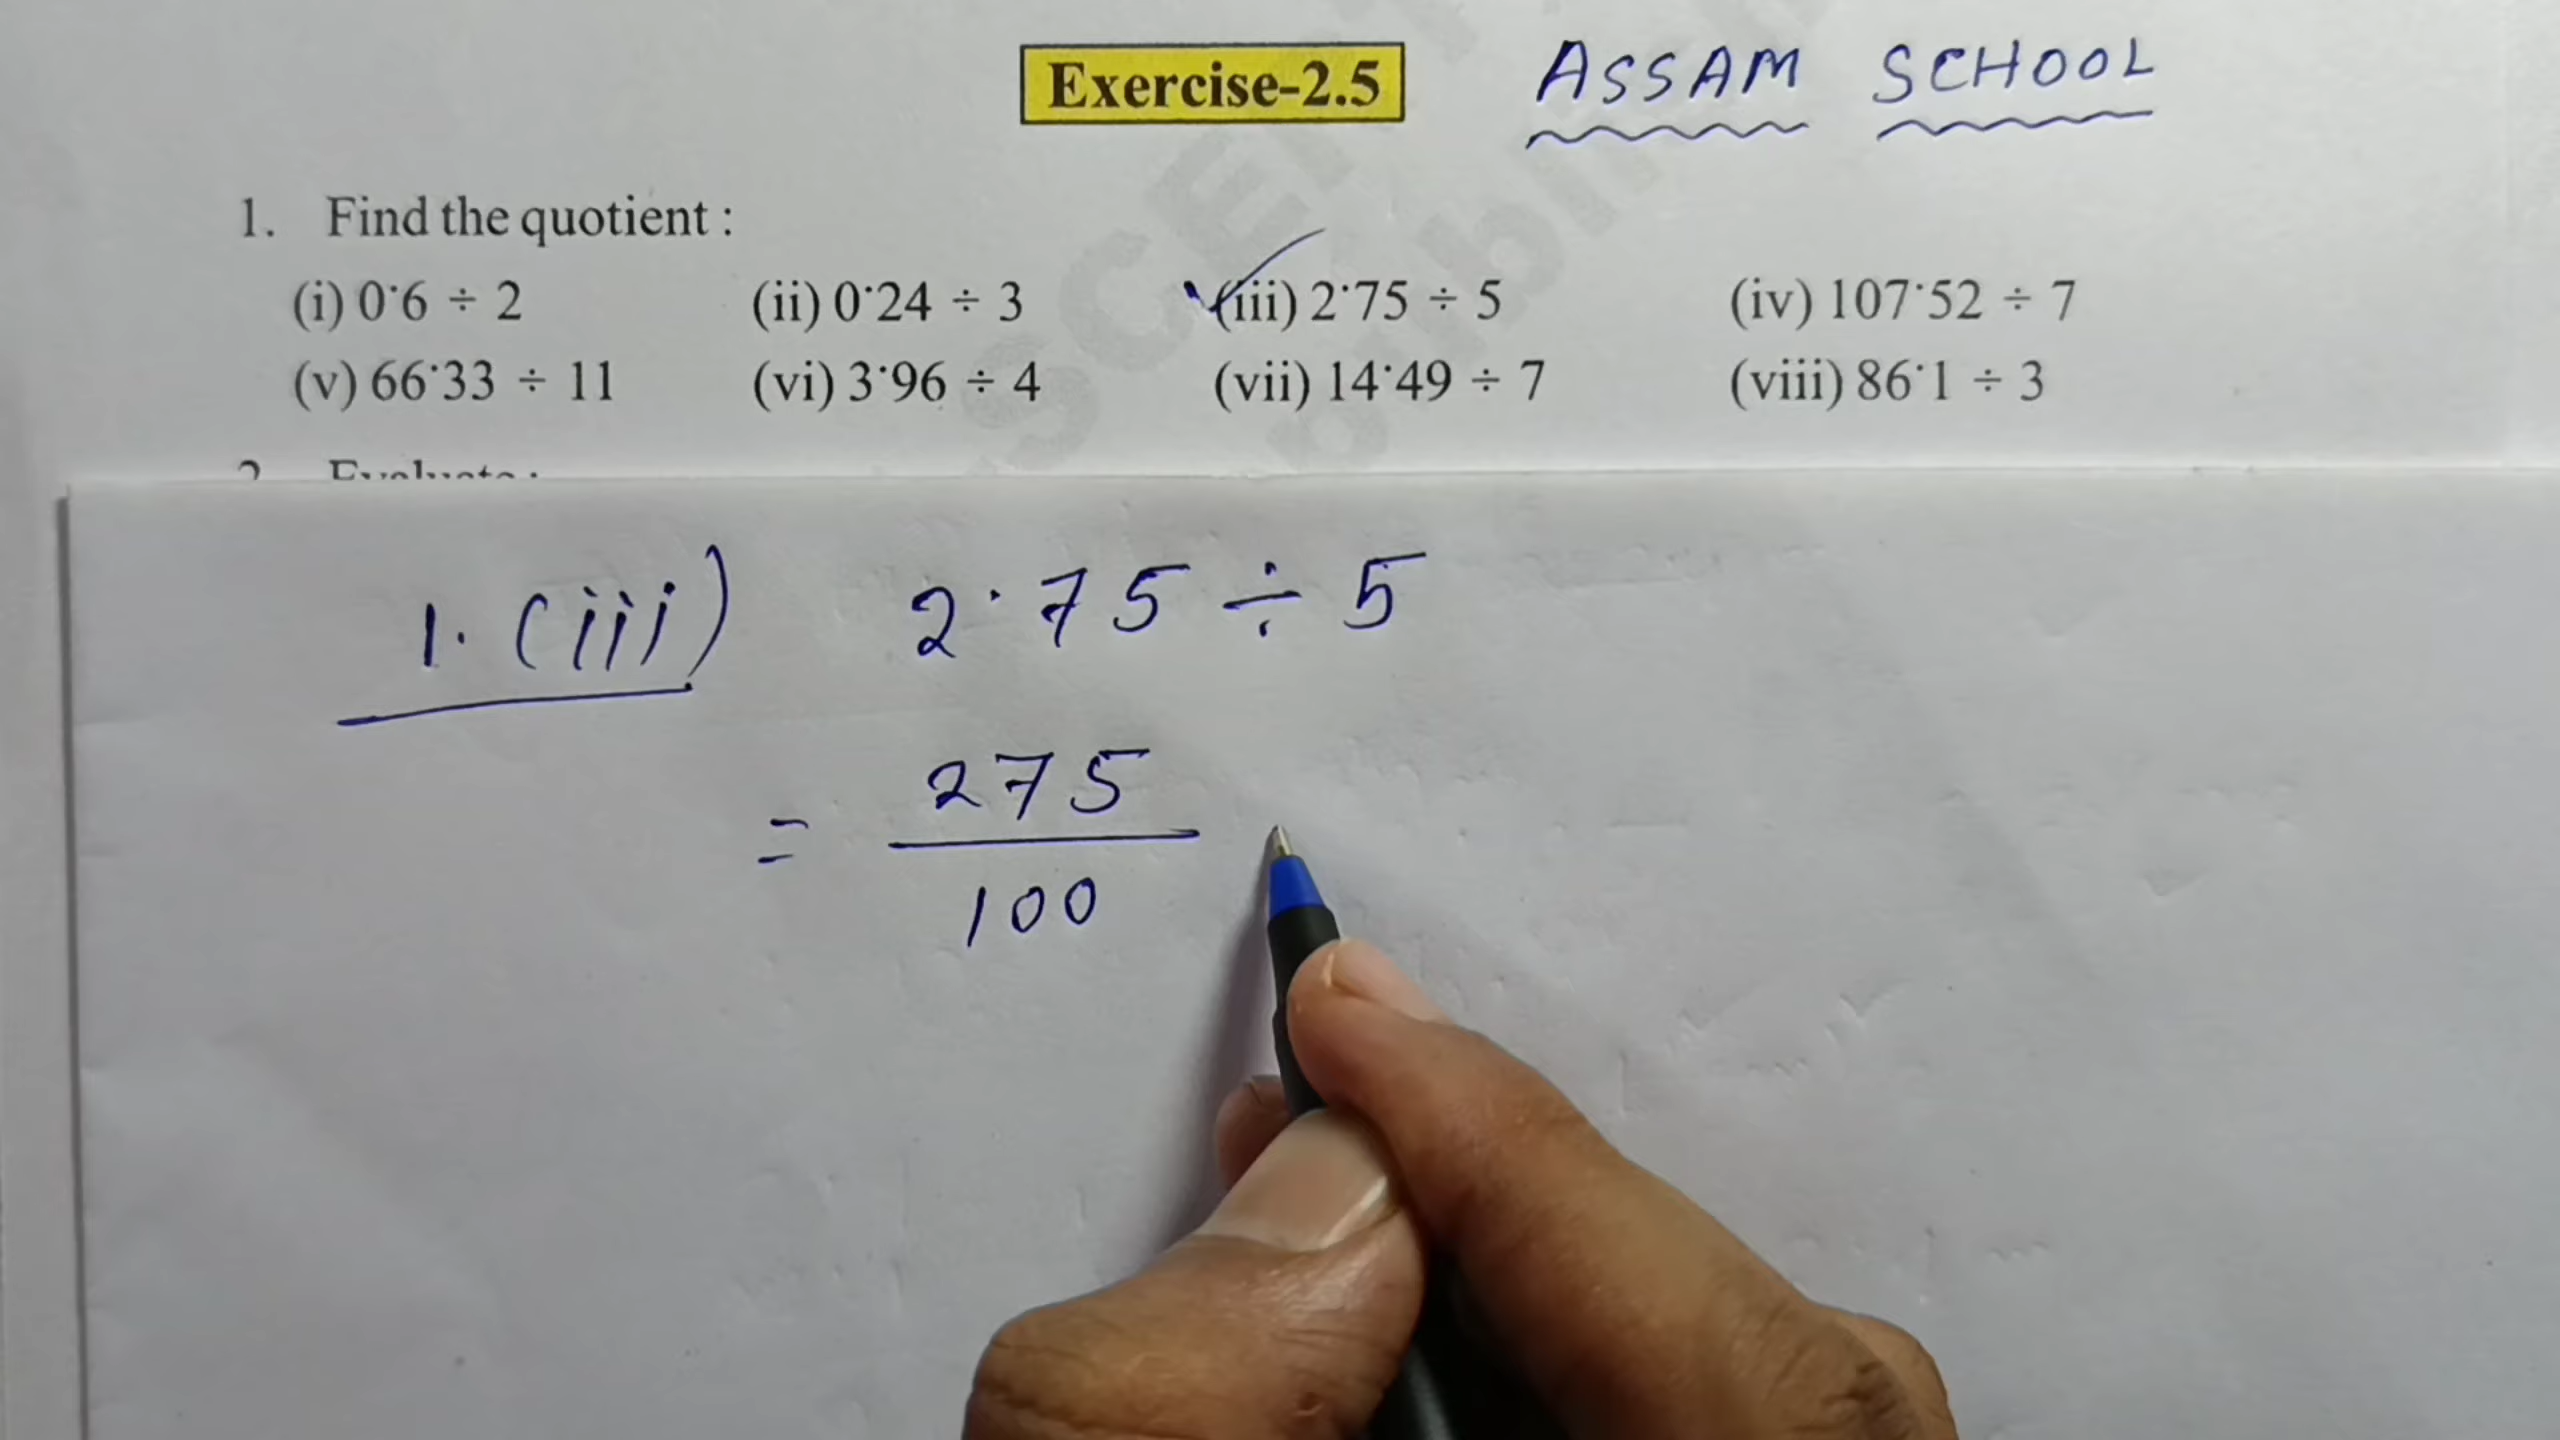 Exercise-2.5 ASSAM SCHOOL
1. Find the quotient :
(i) 0·6 ÷ 2 (ii) 0·24 ÷ 3 (iii) 2·75 ÷ 5 (iv) 107·52 ÷ 7
(v) 66·33 ÷ 11 (vi) 3·96 ÷ 4 (vii) 14·49 ÷ 7 (viii) 86·1 ÷ 3
2. Evaluate :
1. (iii) 2·75 ÷ 5
= 275
100